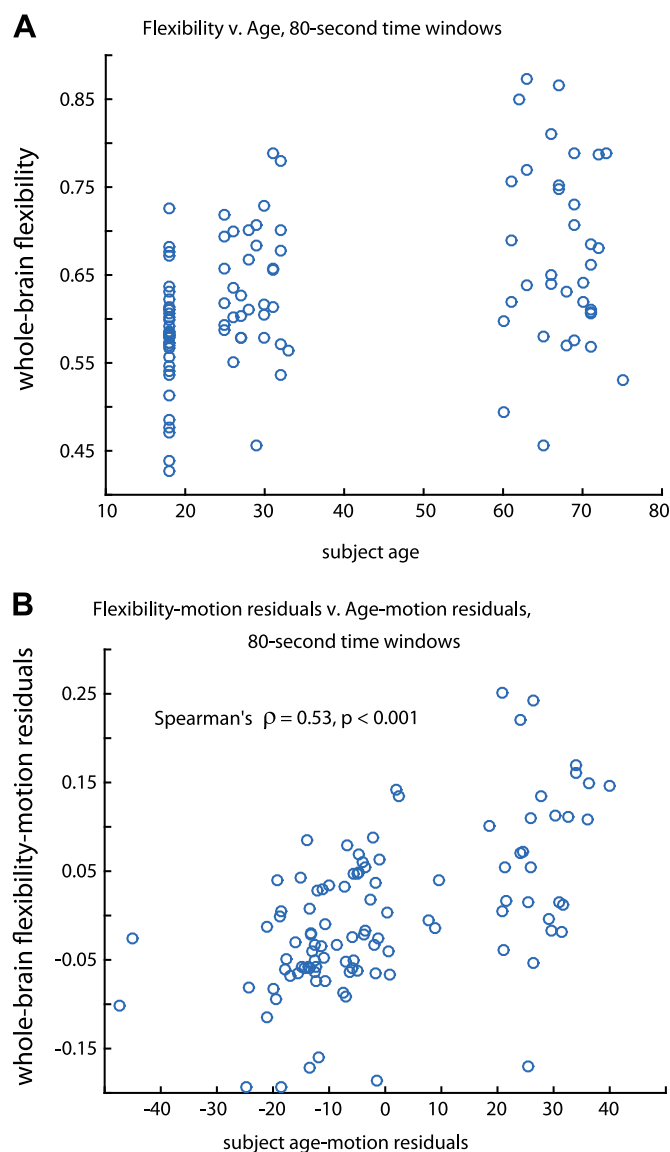 A
Flexibility v. Age, 80-second time windows
whole-brain flexibility
0.85
0.75
0.65
0.55
0.45
10 20 30 40 50 60 70 80
subject age
B
Flexibility-motion residuals v. Age-motion residuals,
80-second time windows
whole-brain flexibility-motion residuals
Spearman's ρ = 0.53, p < 0.001
0.25
0.15
0.05
-0.05
-0.15
-40 -30 -20 -10 0 10 20 30 40
subject age-motion residuals